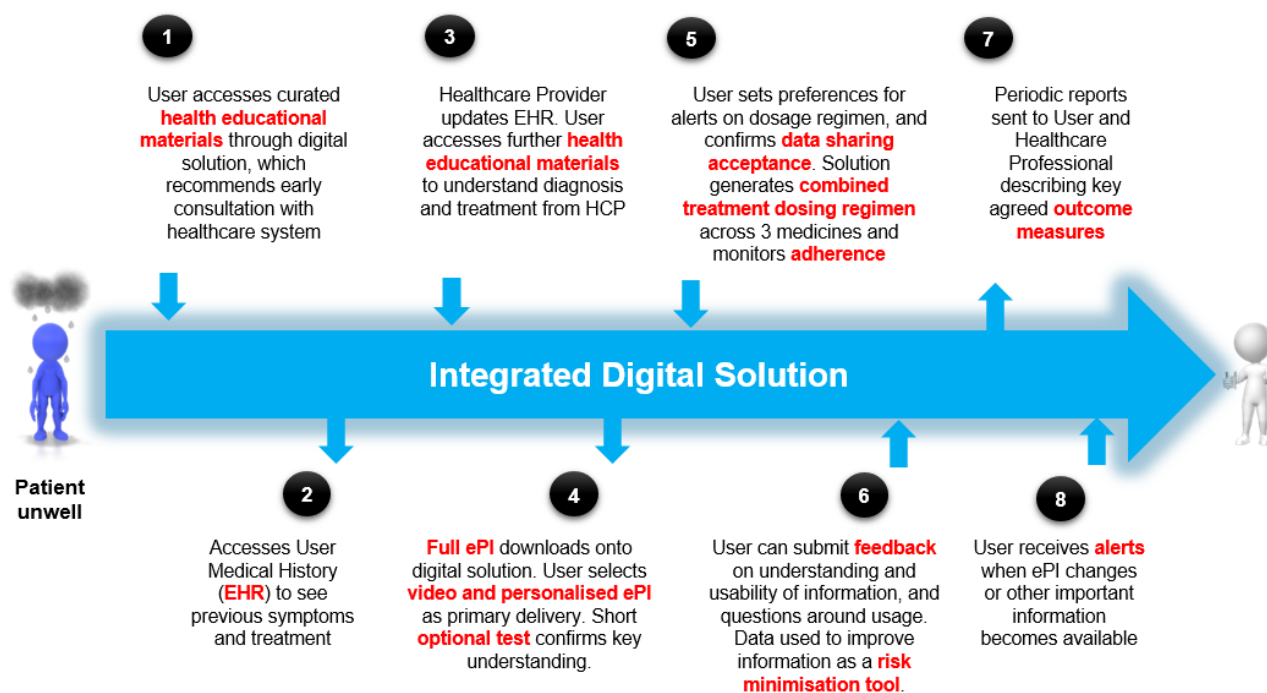 1
User accesses curated
health educational
materials through digital
solution, which
recommends early
consultation with
healthcare system
3
Healthcare Provider
updates EHR. User
accesses further health
educational materials
to understand diagnosis
and treatment from HCP
5
User sets preferences for
alerts on dosage regimen, and
confirms data sharing
acceptance. Solution
generates combined
treatment dosing regimen
across 3 medicines and
monitors adherence
7
Periodic reports
sent to User and
Healthcare
Professional
describing key
agreed outcome
measures
Integrated Digital Solution
Patient
unwell
2
Accesses User
Medical History
(EHR) to see
previous symptoms
and treatment
4
Full ePI downloads onto
digital solution. User selects
video and personalised ePI
as primary delivery. Short
optional test confirms key
understanding.
6
User can submit feedback
on understanding and
usability of information, and
questions around usage.
Data used to improve
information as a risk
minimisation tool.
8
User receives alerts
when ePI changes
or other important
information
becomes available